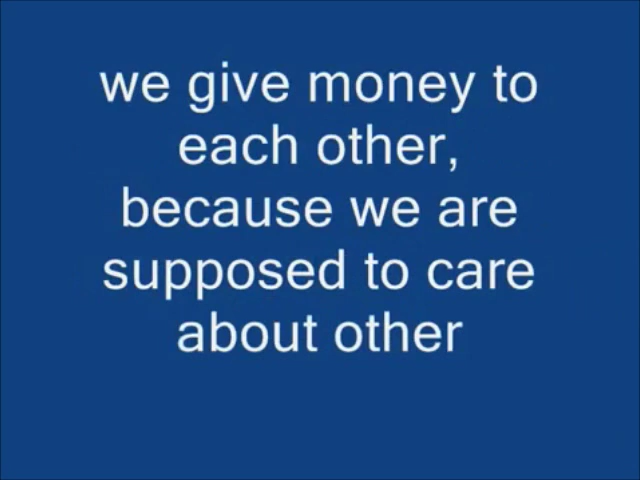 we give money to
each other,
because we are
supposed to care
about other